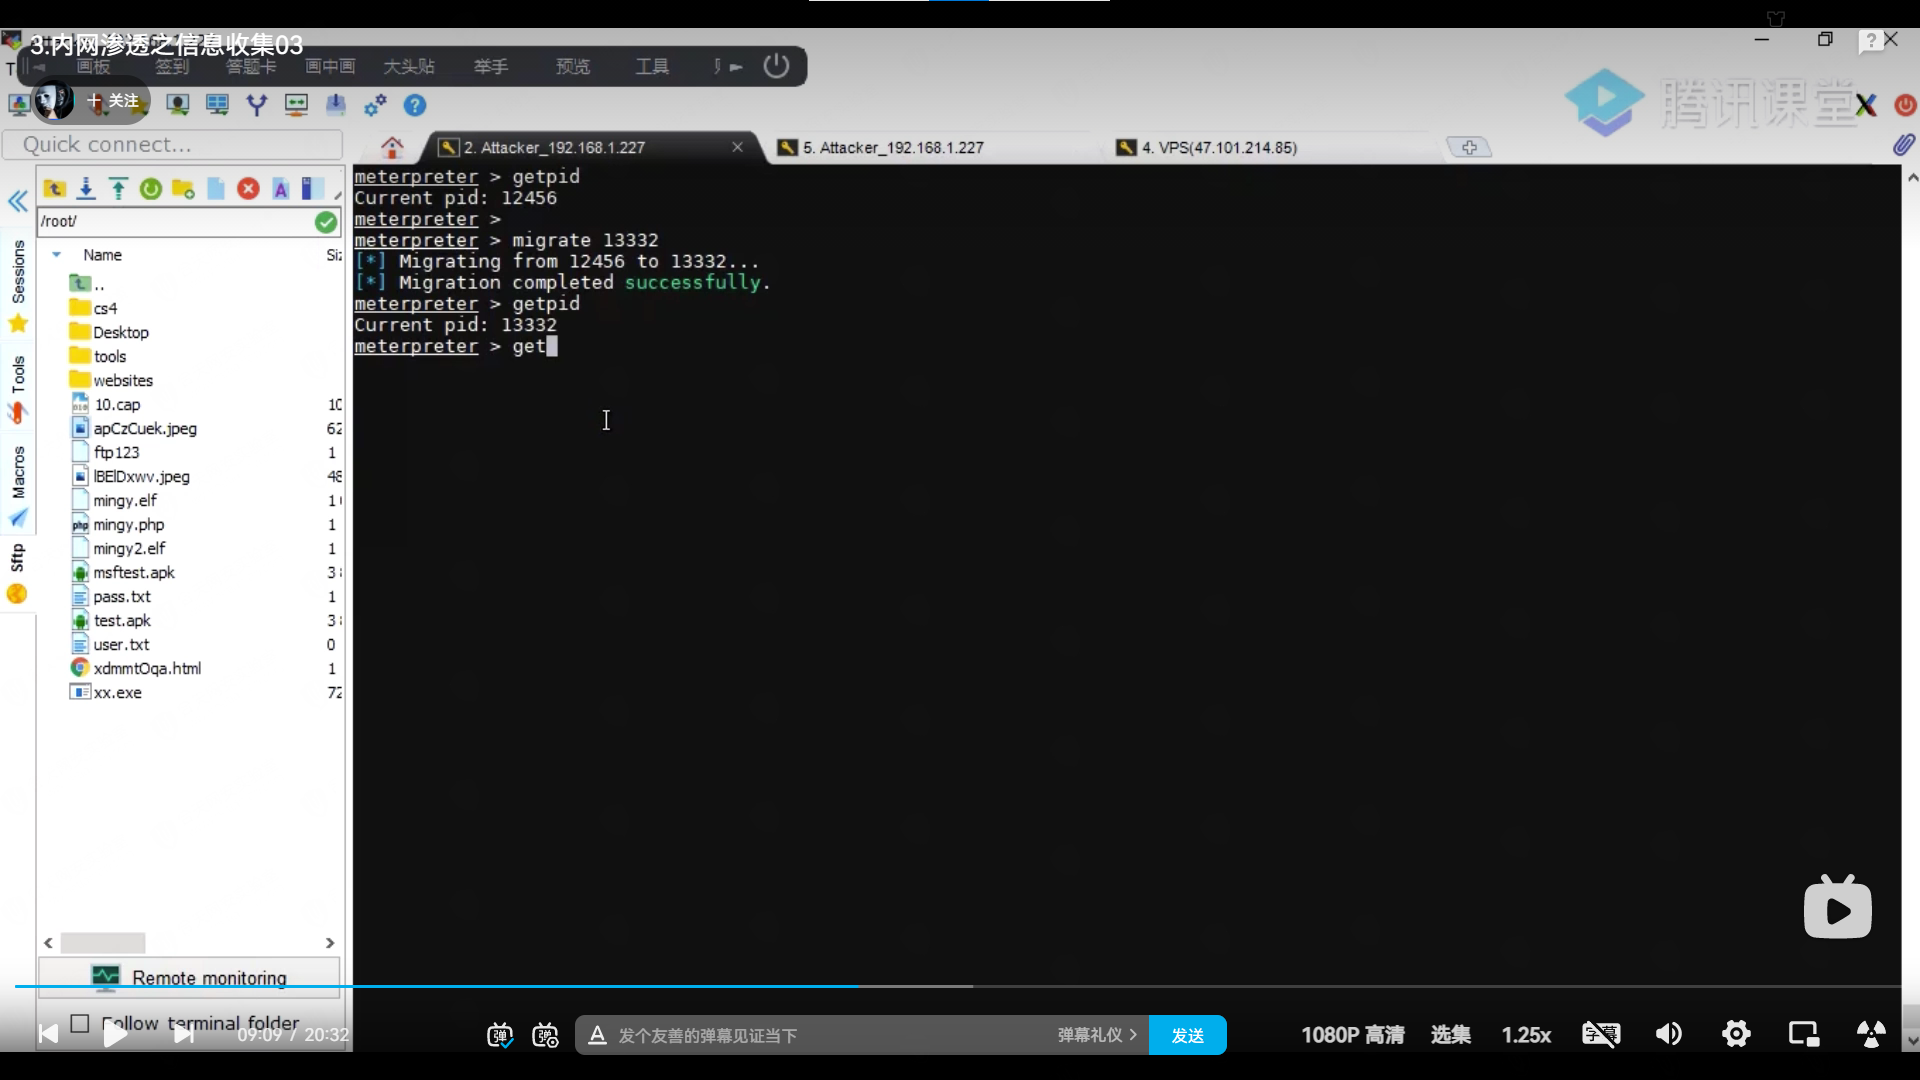 3.内网渗透之信息收集03
画板 签到 答题卡 画中画 大头贴 举手 预览 工具
+ 关注
腾讯课堂
Quick connect...
2. Attacker_192.168.1.227
5. Attacker_192.168.1.227
4. VPS(47.101.214.85)
/root/
Name
Siz
..
cs4
Desktop
tools
websites
10.cap 10
apCzCuek.jpeg 62
ftp123 1
lBElDxwv.jpeg 48
mingy.elf 1
mingy.php 1
mingy2.elf 1
msftest.apk 3
pass.txt 1
test.apk 3
user.txt 0
xdmmtOqa.html 1
xx.exe 72
Sessions
Tools
Macros
Sftp
meterpreter > getpid
Current pid: 12456
meterpreter >
meterpreter > migrate 13332
[*] Migrating from 12456 to 13332...
[*] Migration completed successfully.
meterpreter > getpid
Current pid: 13332
meterpreter > get
Remote monitoring
Follow terminal folder
09:09 / 20:32
弹 弹
A 发个友善的弹幕见证当下
弹幕礼仪 >
发送
1080P 高清
选集
1.25x
字幕